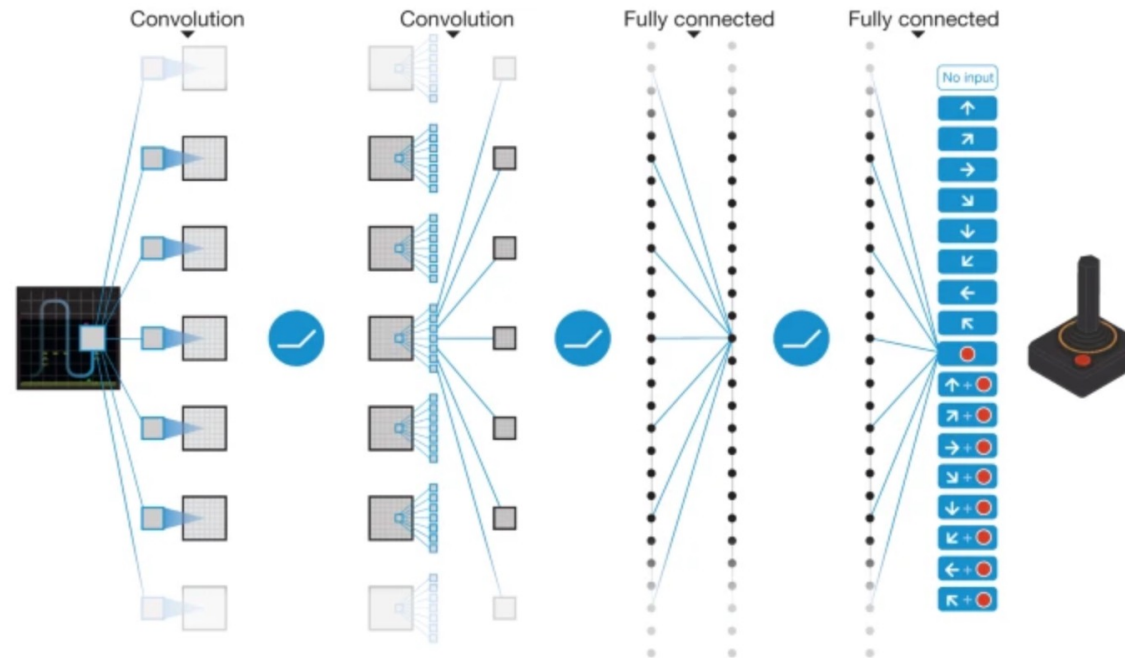 Convolution
Convolution
Fully connected
Fully connected
No input
+
+
+
+
+
+
+
+